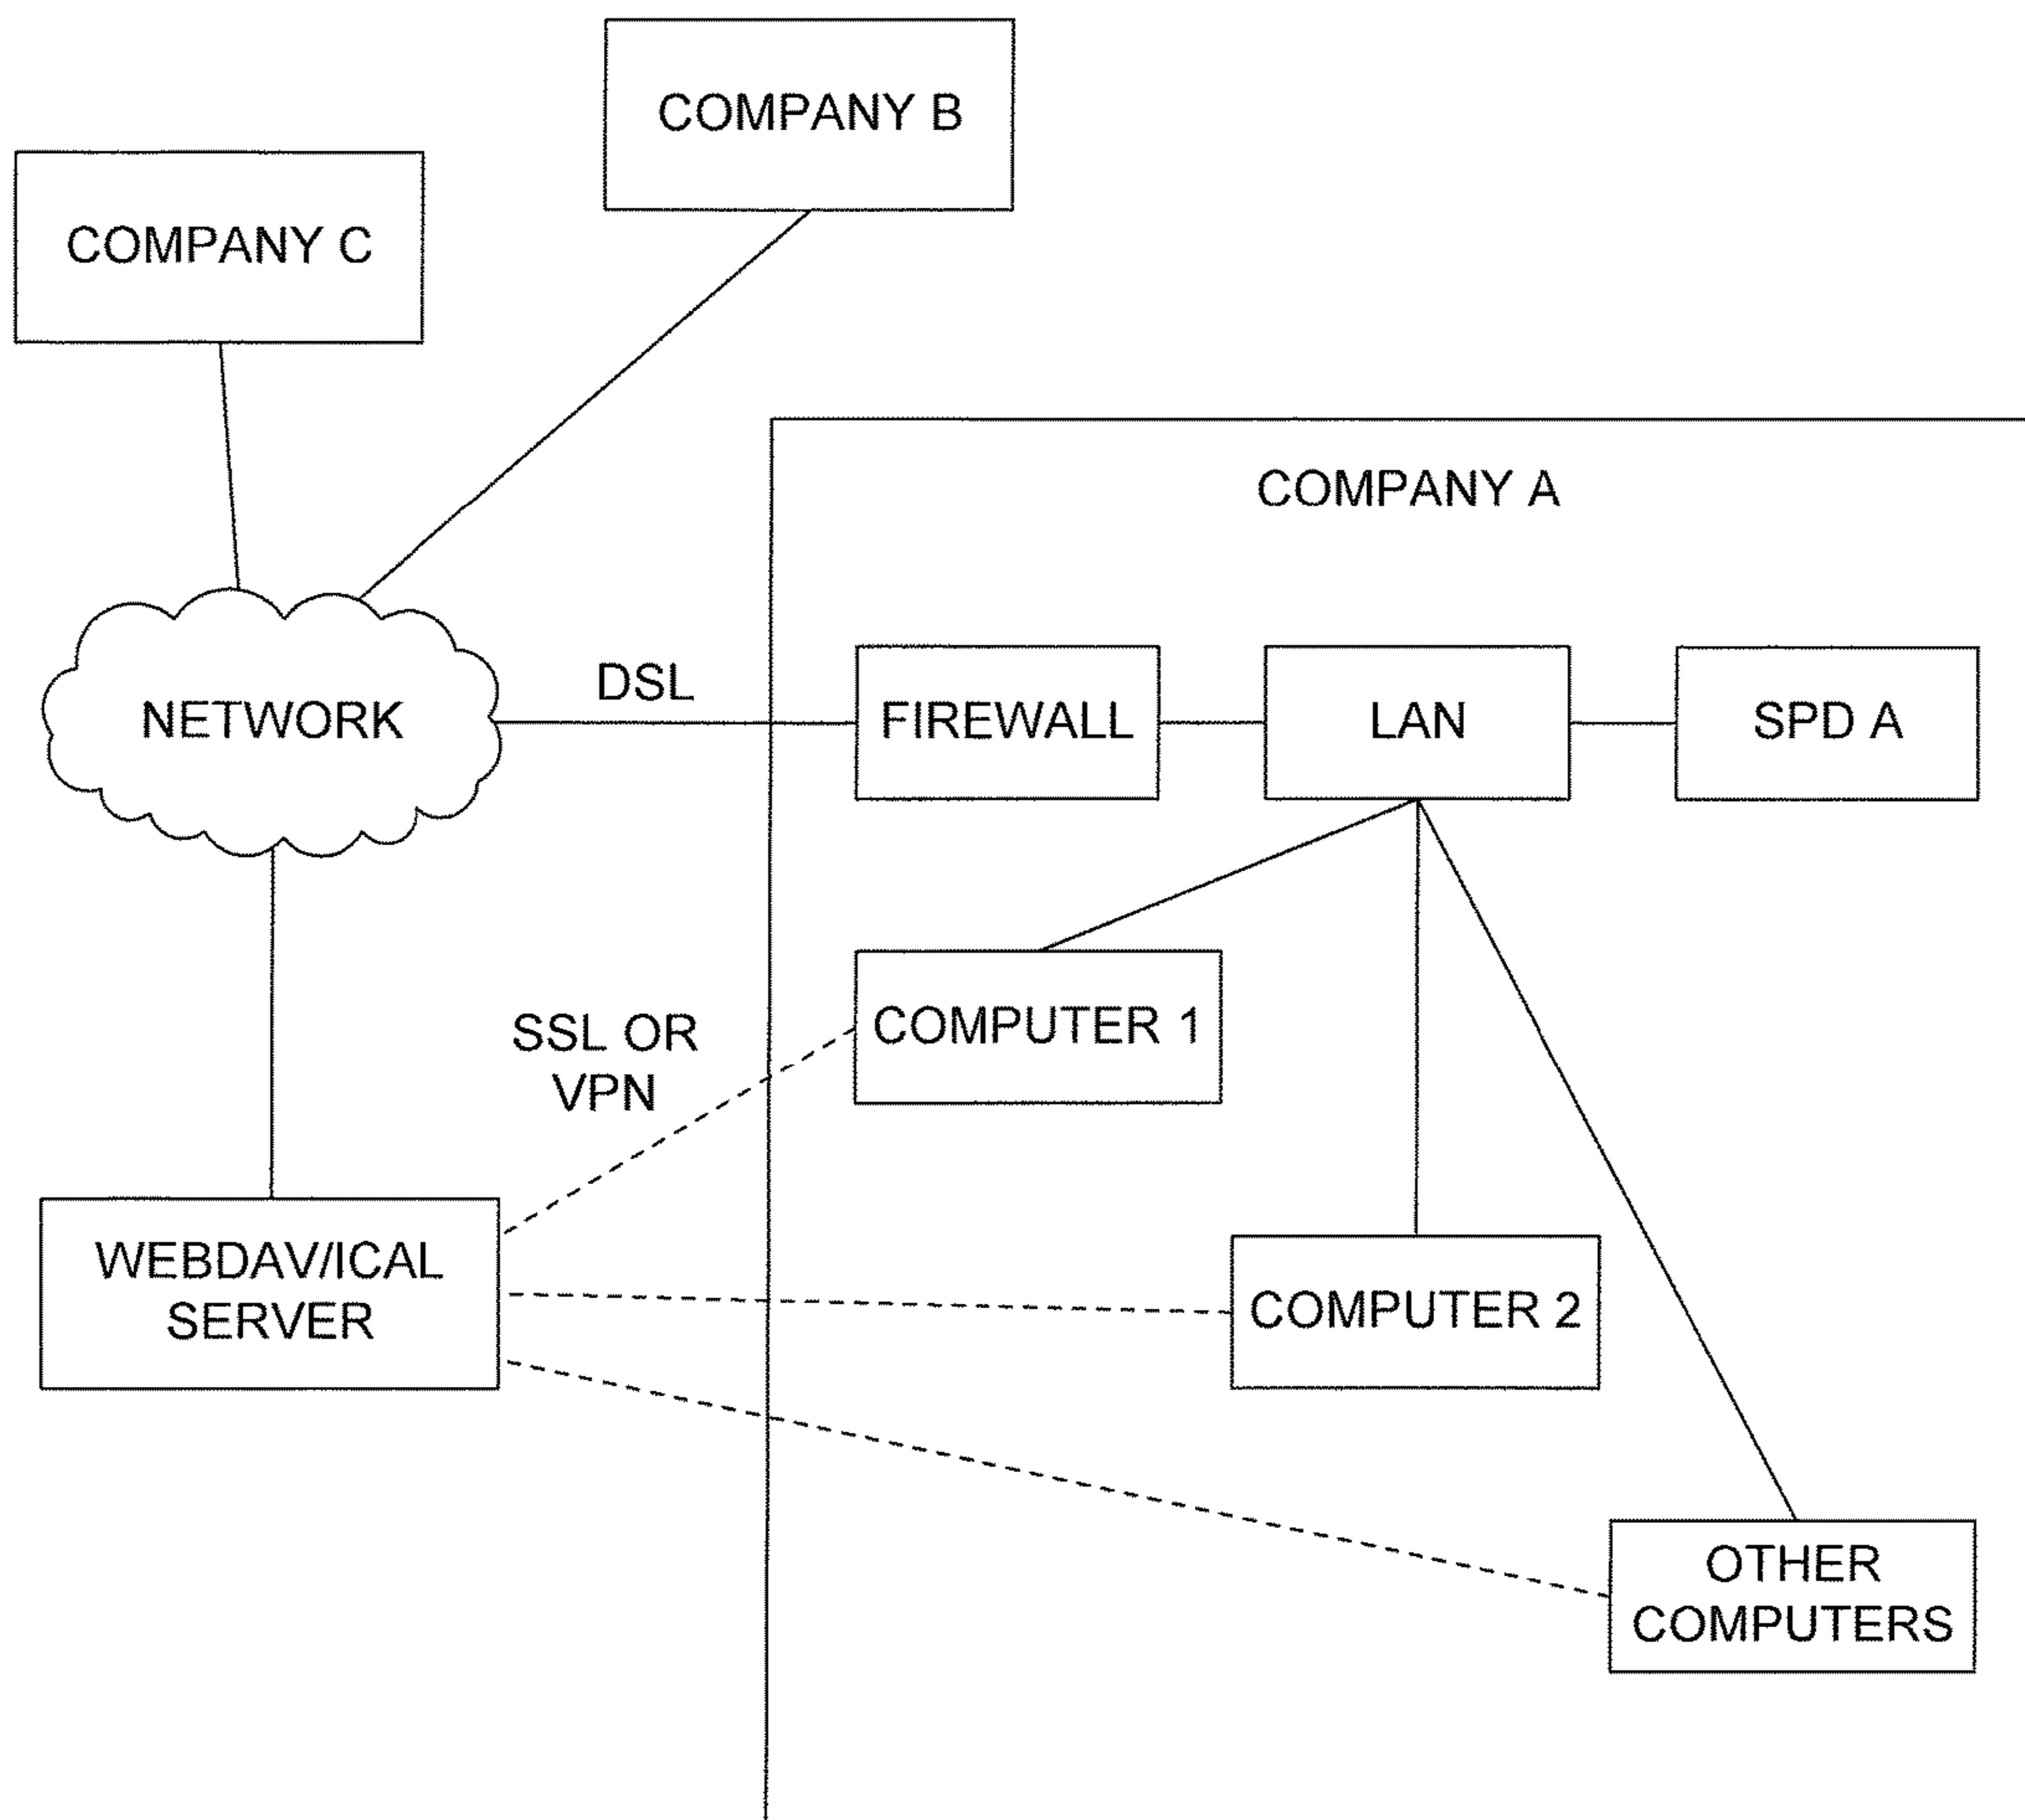 COMPANY B
COMPANY C
COMPANY A
DSL
NETWORK
FIREWALL
LAN
SPD A
SSL OR
VPN
COMPUTER 1
WEBDAV/ICAL
SERVER
COMPUTER 2
OTHER
COMPUTERS